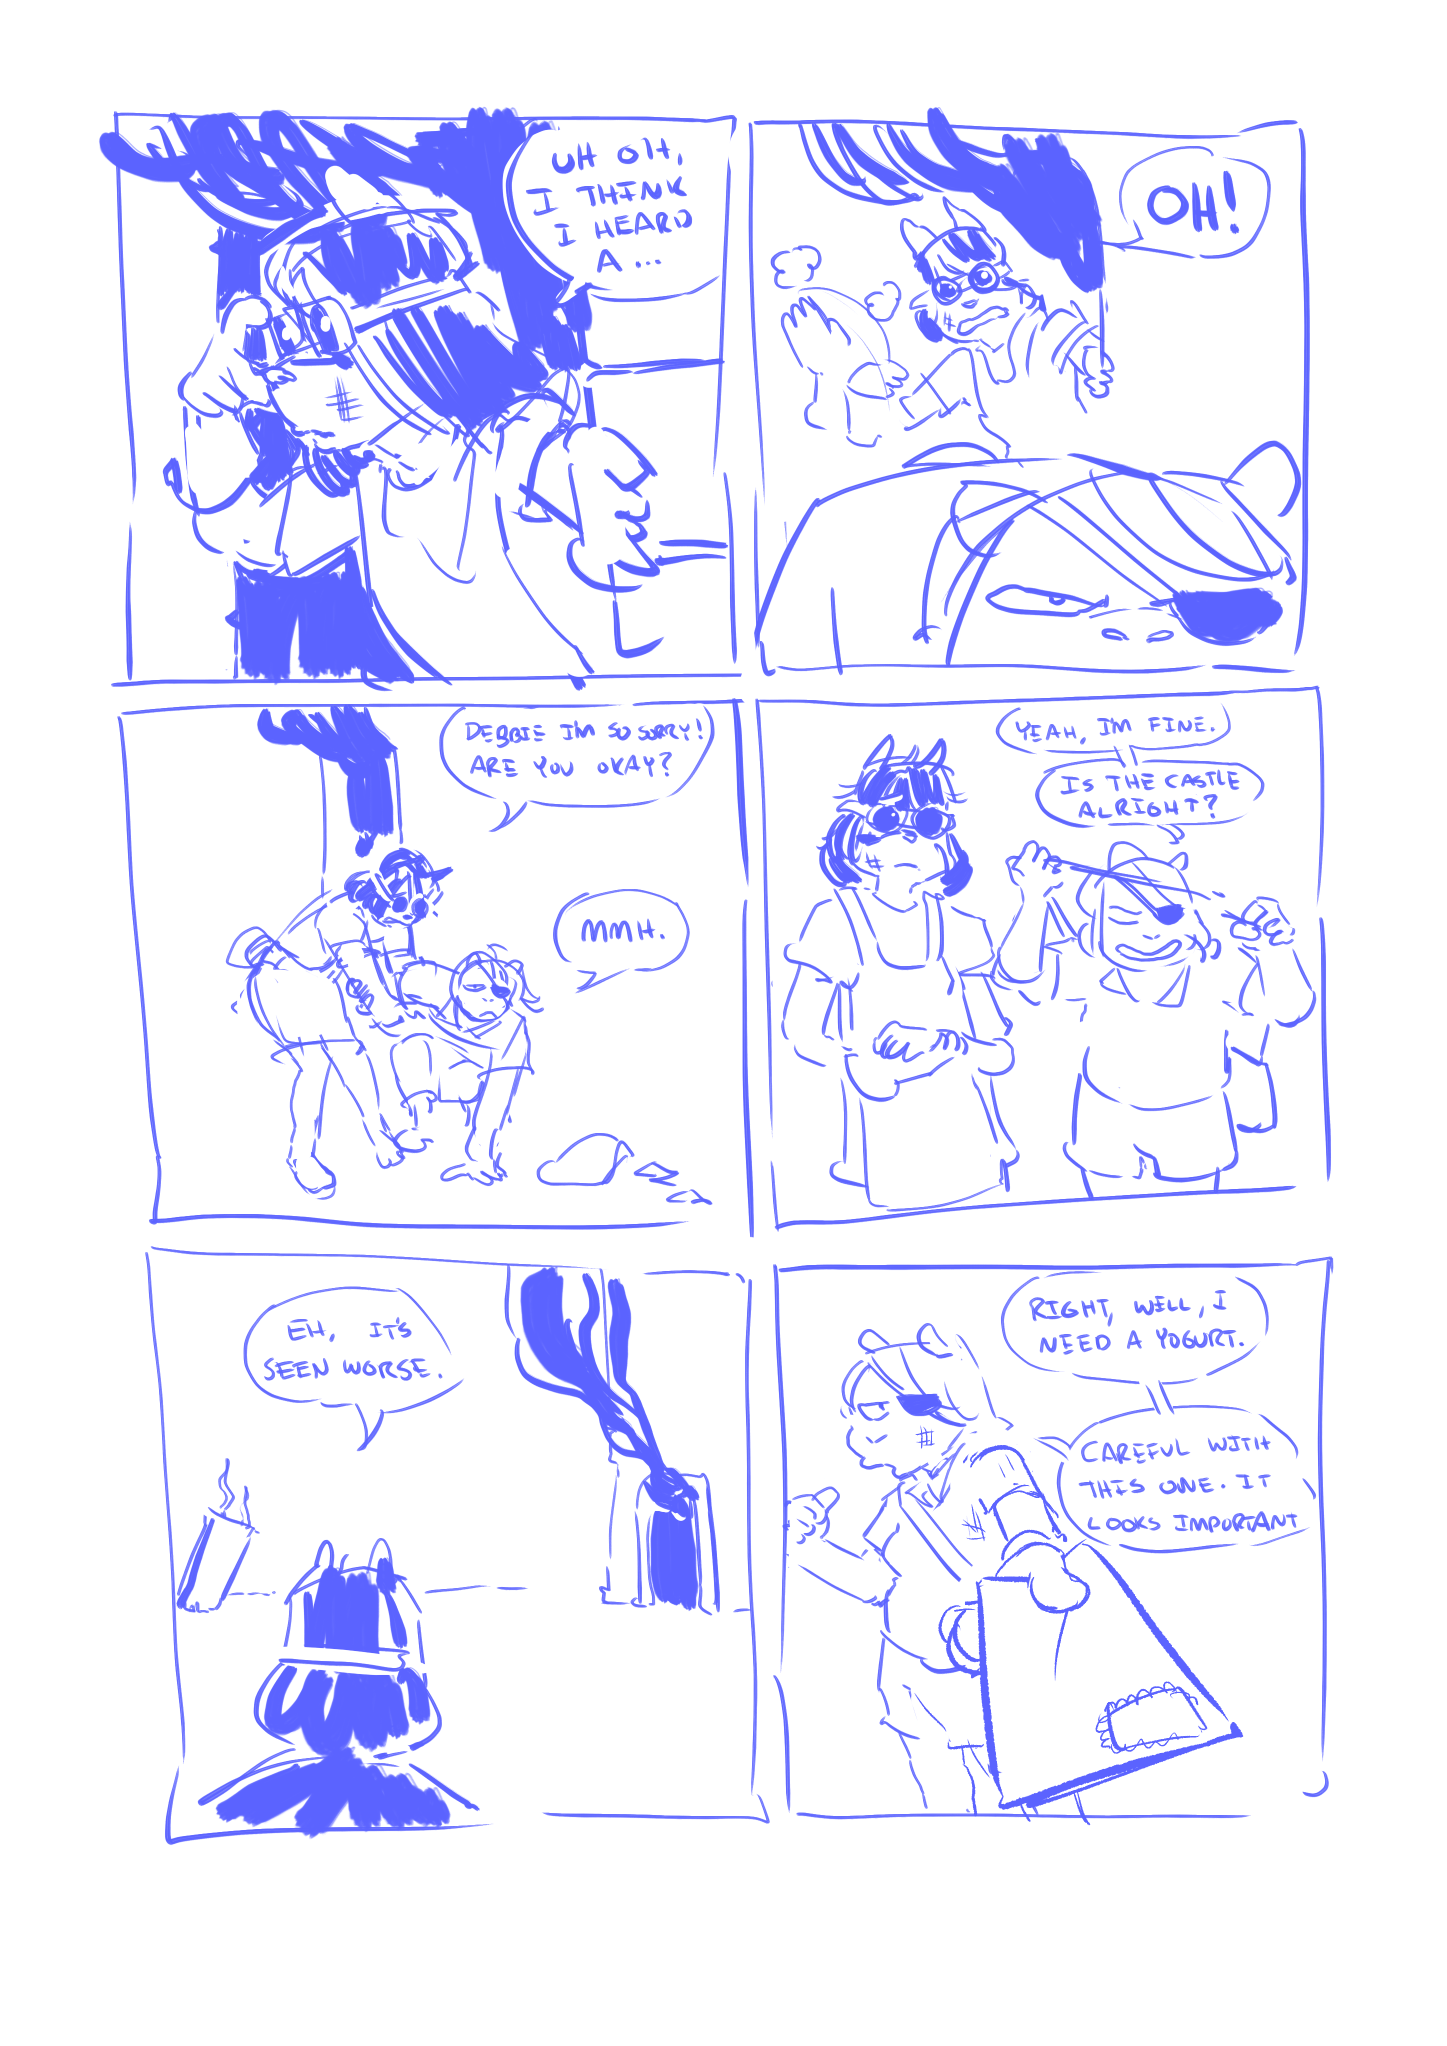 UH OH,
I THINK
I HEARD
A...
OH!
DEBBIE I'M SO SORRY!
ARE YOU OKAY?
MMH.
YEAH, I'M FINE.
IS THE CASTLE
ALRIGHT?
EH, IT'S
SEEN WORSE.
RIGHT, WELL, I
NEED A YOGURT.
CAREFUL WITH
THIS ONE. IT
LOOKS IMPORTANT